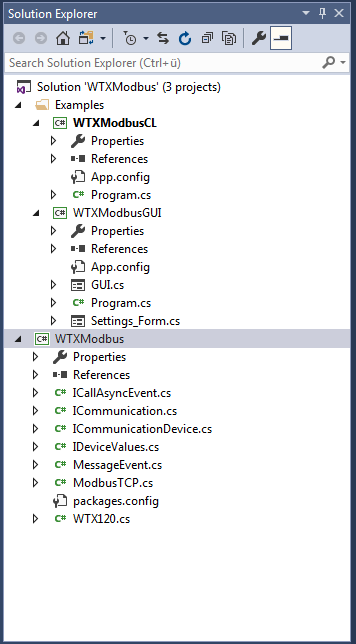 Solution Explorer
Search Solution Explorer (Ctrl+ü)
Solution 'WTXModbus' (3 projects)
Examples
C# WTXModbusCL
Properties
References
App.config
C# Program.cs
C# WTXModbusGUI
Properties
References
App.config
GUI.cs
C# Program.cs
Settings_Form.cs
C# WTXModbus
Properties
References
C# ICallAsyncEvent.cs
C# ICommunication.cs
C# ICommunicationDevice.cs
C# IDeviceValues.cs
C# MessageEvent.cs
C# ModbusTCP.cs
packages.config
C# WTX120.cs